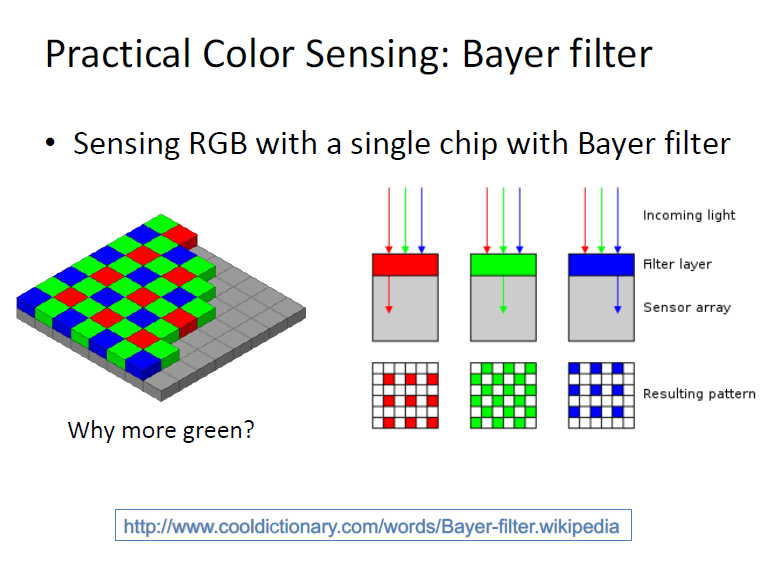 Practical Color Sensing: Bayer filter
• Sensing RGB with a single chip with Bayer filter
Incoming light
Filter layer
Sensor array
Resulting pattern
Why more green?
http://www.cooldictionary.com/words/Bayer-filter.wikipedia